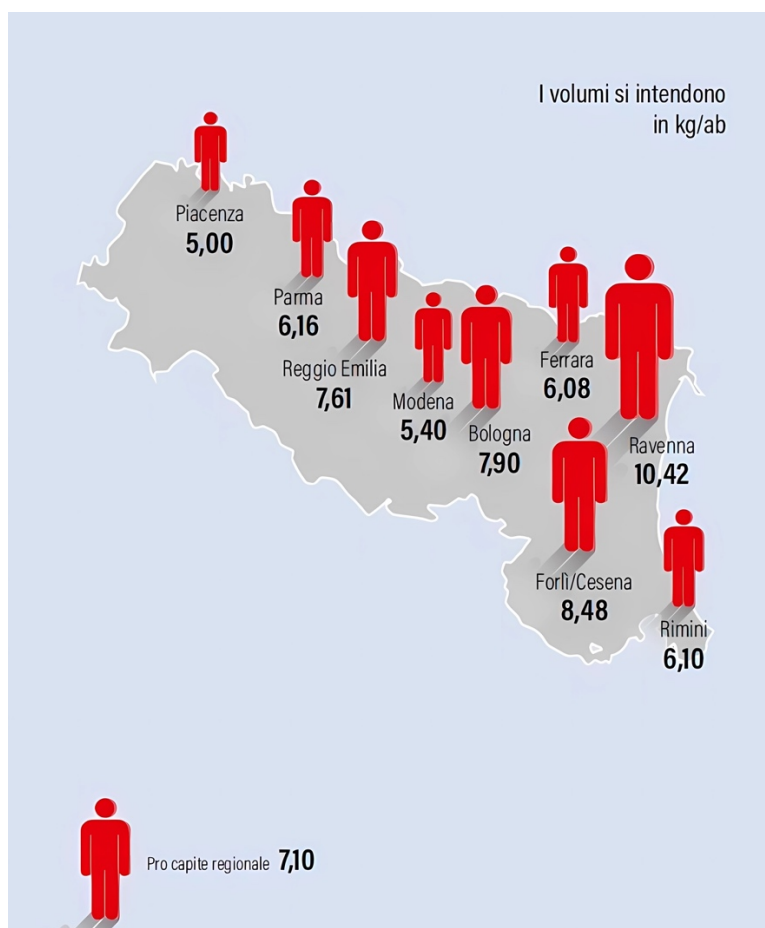 I volumi si intendono
in kg/ab
Piacenza
5,00
Parma
6,16
Reggio Emilia
7,61
Modena
5,40
Bologna
7,90
Ferrara
6,08
Ravenna
10,42
Forlì/Cesena
8,48
Rimini
6,10
Pro capite regionale 7,10